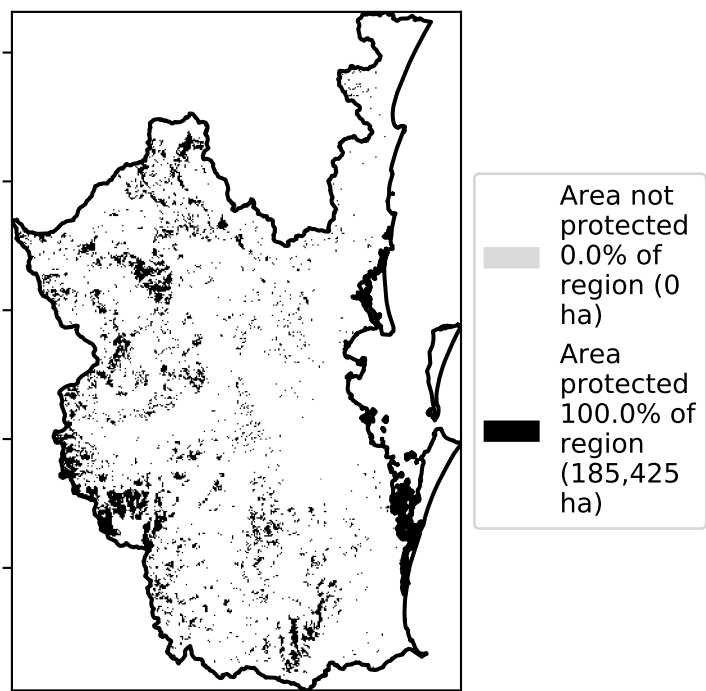 Area not
protected
0.0% of
region (0
ha)
Area
protected
100.0% of
region
(185,425
ha)